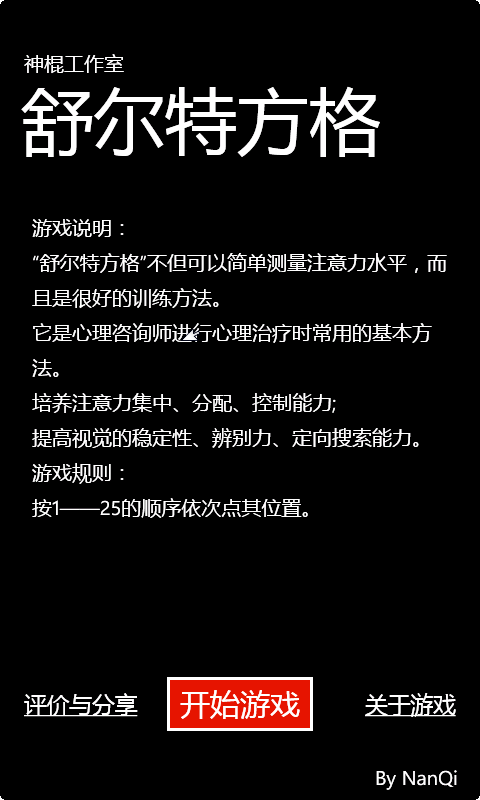 神棍工作室
舒尔特方格
游戏说明：
“舒尔特方格”不但可以简单测量注意力水平，而
且是很好的训练方法。
它是心理咨询师进行心理治疗时常用的基本方
法。
培养注意力集中、分配、控制能力;
提高视觉的稳定性、辨别力、定向搜索能力。
游戏规则：
按1——25的顺序依次点其位置。
评价与分享 开始游戏 关于游戏
By NanQi